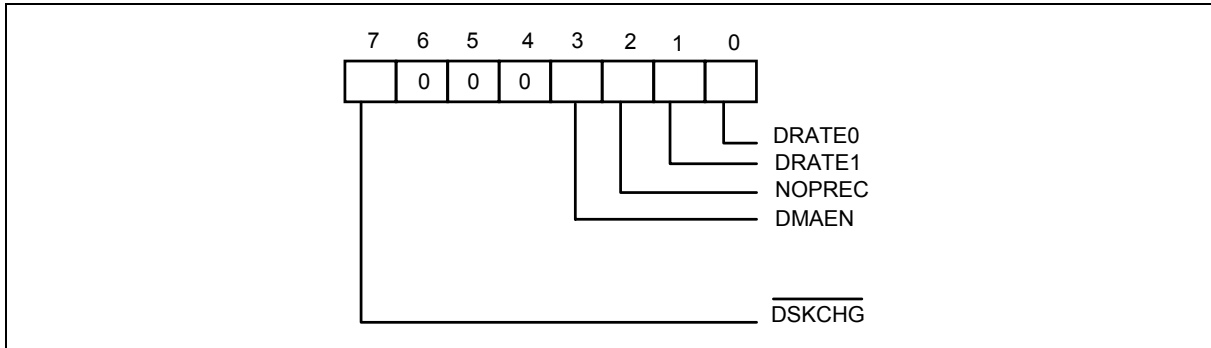 7 6 5 4 3 2 1 0
0 0 0
DRATE0
DRATE1
NOPREC
DMAEN
DSKCHG